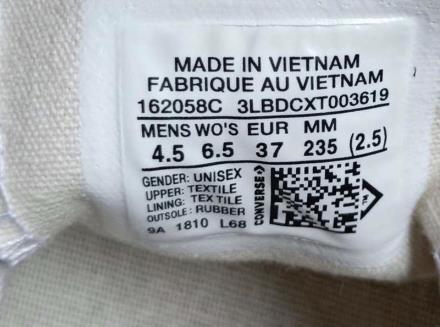 MADE IN VIETNAM
FABRIQUE AU VIETNAM
162058C 3LBDCXT003619
MENS WO'S EUR MM
4.5 6.5 37 235 (2.5)
GENDER: UNISEX
UPPER: TEXTILE
LINING: TEXTILE
OUTSOLE: RUBBER
9A 1810 L68
CONVERSE